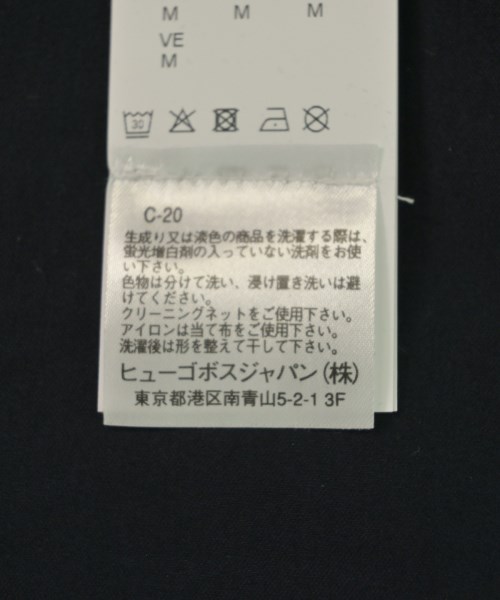 M M M
VE
M
30
C-20
生成り又は淡色の商品を洗濯する際は、
蛍光増白剤の入っていない洗剤をお使
い下さい。
色物は分けて洗い、浸け置き洗いは避
けてください。
クリーニングネットをご使用下さい。
アイロンは当て布をご使用下さい。
洗濯後は形を整えて干して下さい。
ヒューゴボスジャパン(株)
東京都港区南青山5-2-1 3F